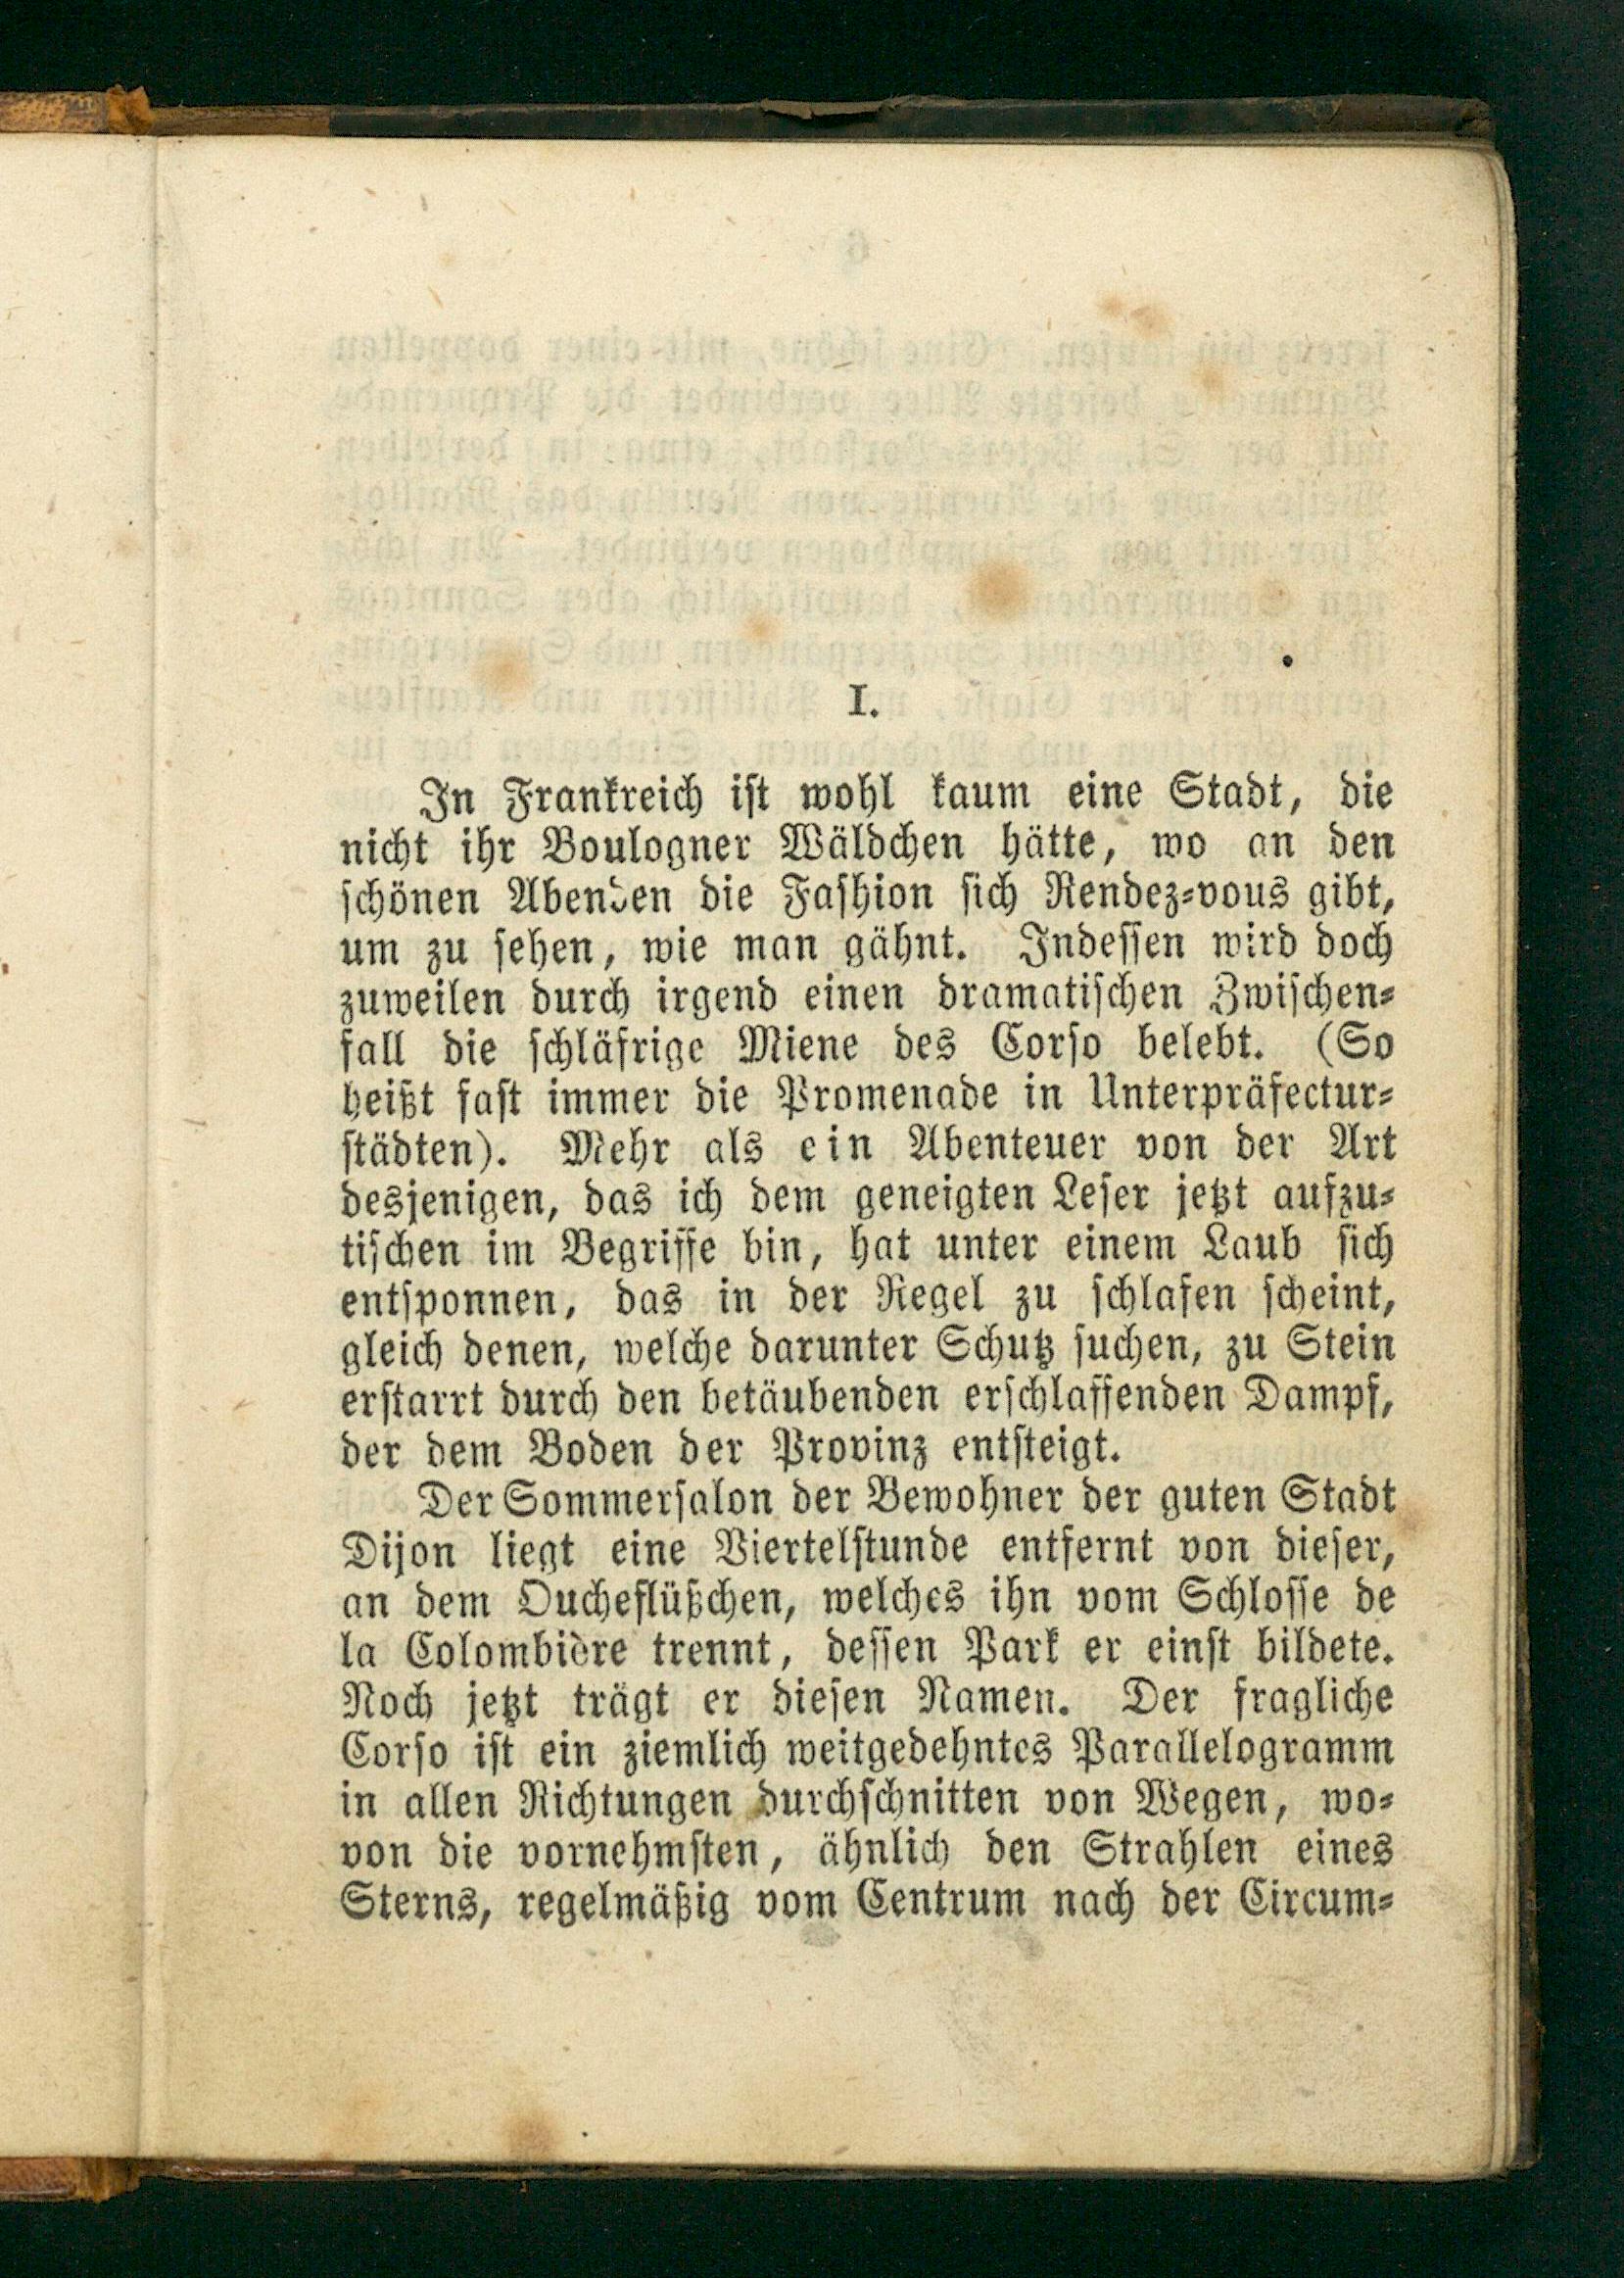 I.
In Frankreich ist wohl kaum eine Stadt, die
nicht ihr Boulogner Wäldchen hätte, wo an den
schönen Abenden die Fashion sich Rendez-vous gibt,
um zu sehen, wie man gähnt. Indessen wird doch
zuweilen durch irgend einen dramatischen Zwischen-
fall die schläfrige Miene des Corso belebt. (So
heißt fast immer die Promenade in Unterpräfectur-
städten). Mehr als ein Abenteuer von der Art
desjenigen, das ich dem geneigten Leser jetzt aufzu-
tischen im Begriffe bin, hat unter einem Laub sich
entsponnen, das in der Regel zu schlafen scheint,
gleich denen, welche darunter Schutz suchen, zu Stein
erstarrt durch den betäubenden erschlaffenden Dampf,
der dem Boden der Provinz entsteigt.
Der Sommersalon der Bewohner der guten Stadt
Dijon liegt eine Viertelstunde entfernt von dieser,
an dem Oucheflüßchen, welches ihn vom Schlosse de
la Colombière trennt, dessen Park er einst bildete.
Noch jetzt trägt er diesen Namen. Der fragliche
Corso ist ein ziemlich weitgedehntes Parallelogramm
in allen Richtungen durchschnitten von Wegen, wo-
von die vornehmsten, ähnlich den Strahlen eines
Sterns, regelmäßig vom Centrum nach der Circum-